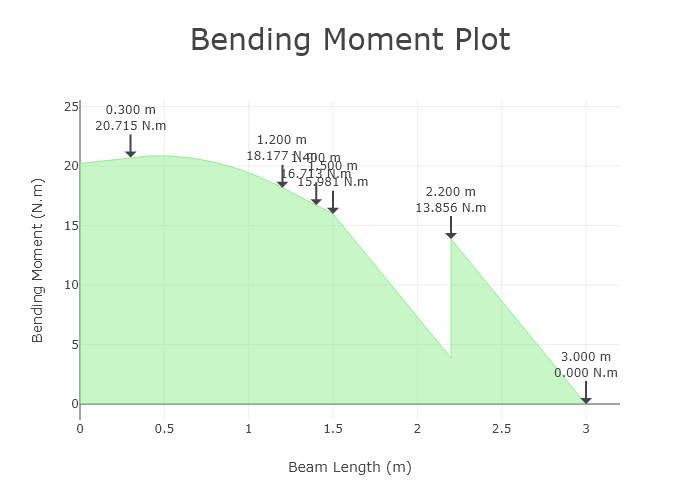 Bending Moment Plot
Bending Moment (N.m)
25
20
15
10
5
0
0.300 m
20.715 N.m
1.200 m
18.177 N.m
1.400 m
16.713 N.m
1.500 m
15.981 N.m
2.200 m
13.856 N.m
3.000 m
0.000 N.m
0
0.5
1
1.5
2
2.5
3
Beam Length (m)